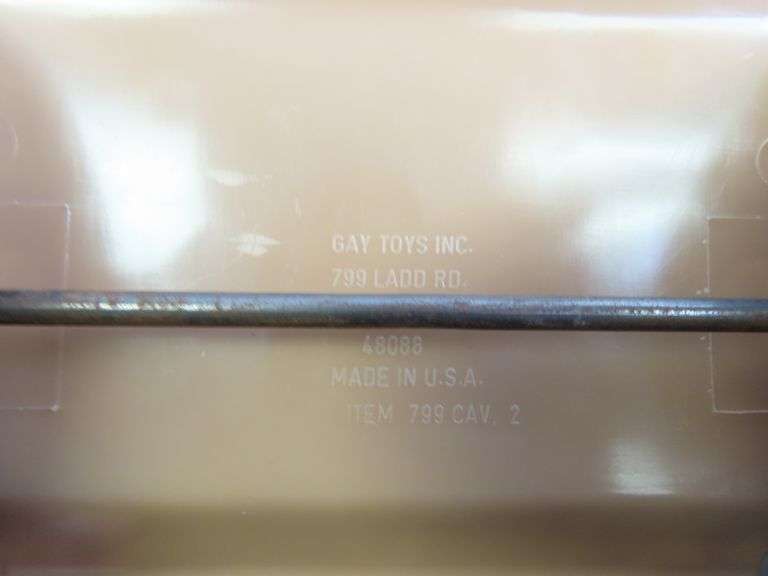 GAY TOYS INC.
799 LADD RD.
48088
MADE IN U.S.A.
ITEM 799 CAV. 2